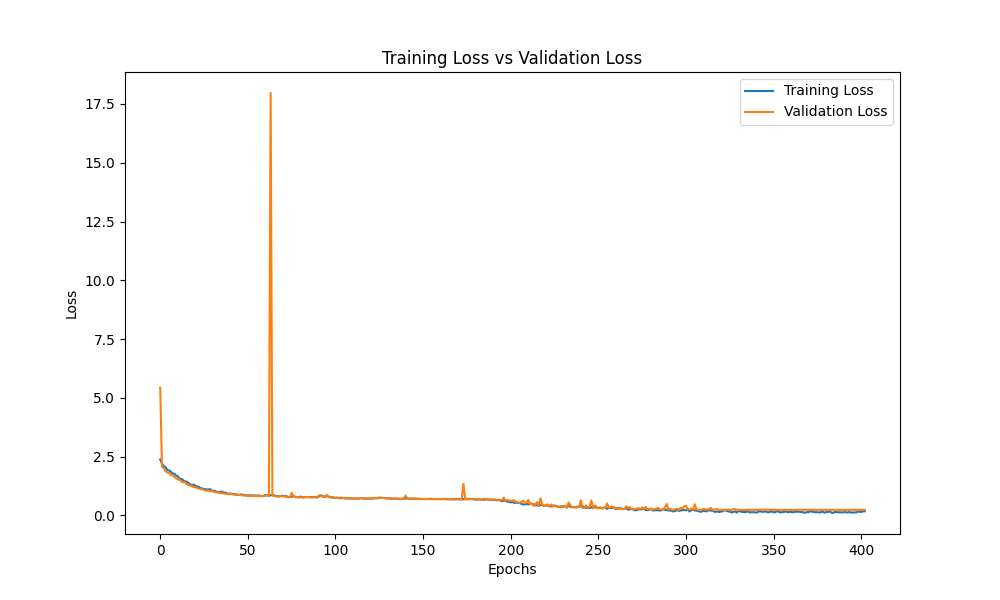 Training Loss vs Validation Loss
Training Loss
Validation Loss
17.5
15.0
12.5
10.0
7.5
5.0
2.5
0.0
Loss
0 50 100 150 200 250 300 350 400
Epochs